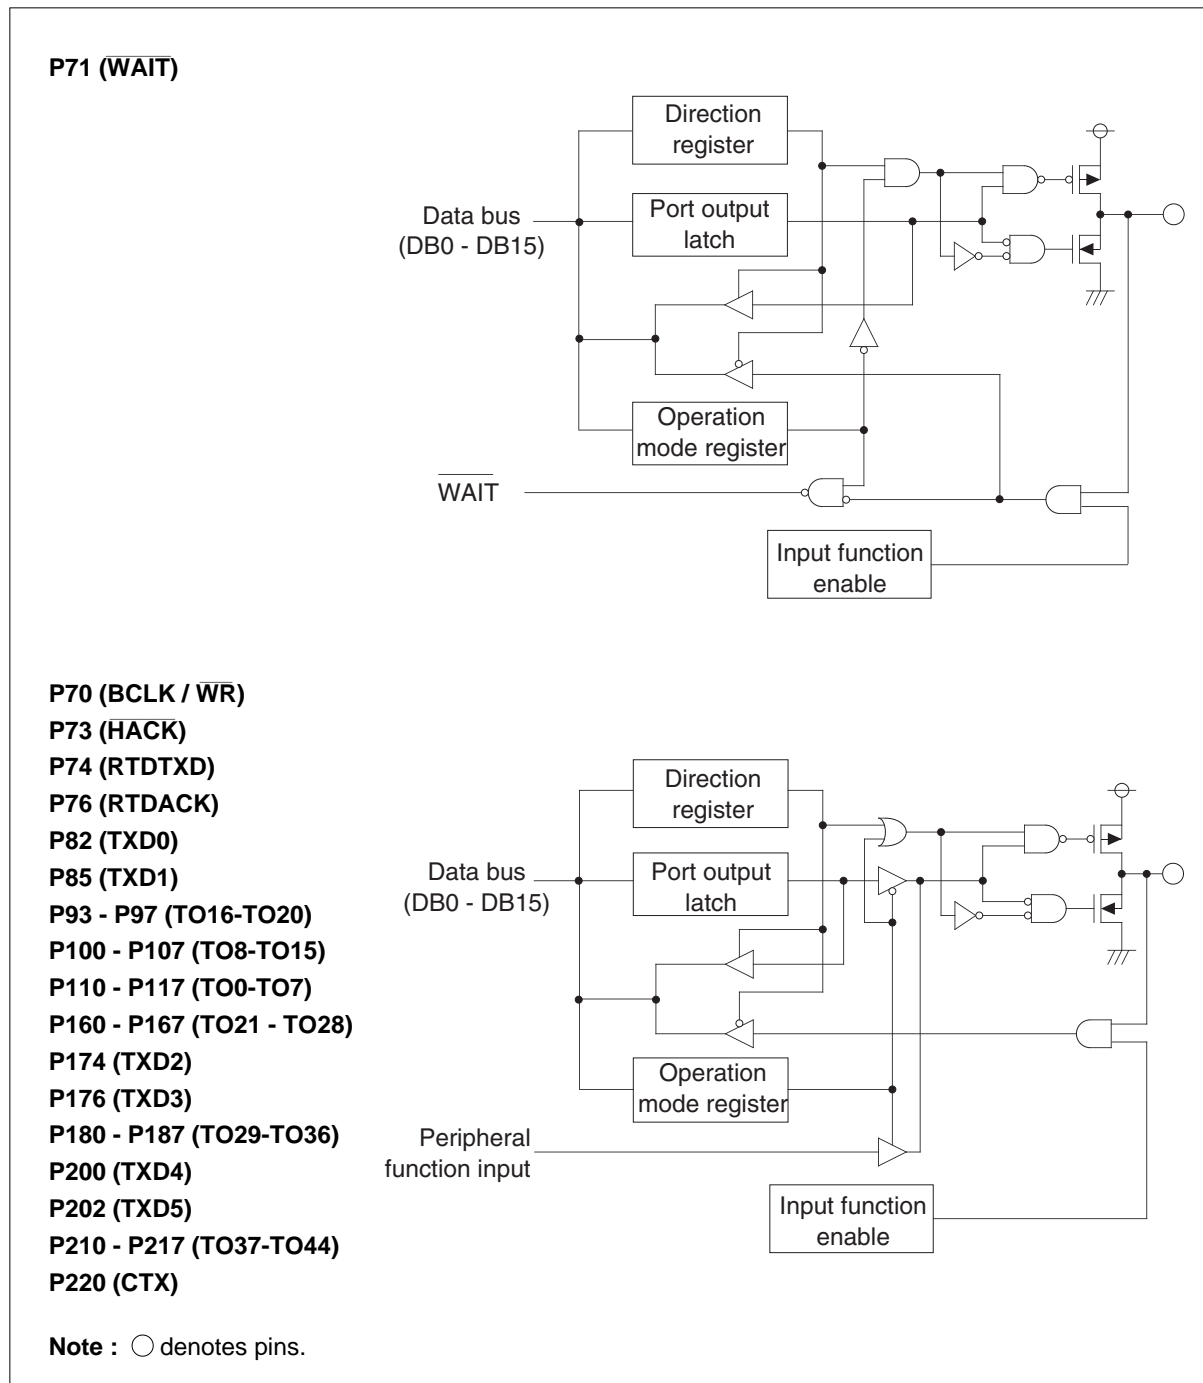 P71 (WAIT)
Direction
register
Data bus
(DB0 - DB15)
Port output
latch
Operation
mode register
WAIT
Input function
enable
P70 (BCLK / WR)
P73 (HACK)
P74 (RTDTXD)
P76 (RTDACK)
P82 (TXD0)
P85 (TXD1)
P93 - P97 (TO16-TO20)
P100 - P107 (TO8-TO15)
P110 - P117 (TO0-TO7)
P160 - P167 (TO21 - TO28)
P174 (TXD2)
P176 (TXD3)
P180 - P187 (TO29-TO36)
P200 (TXD4)
P202 (TXD5)
P210 - P217 (TO37-TO44)
P220 (CTX)
Direction
register
Data bus
(DB0 - DB15)
Port output
latch
Operation
mode register
Peripheral
function input
Input function
enable
Note : ○ denotes pins.